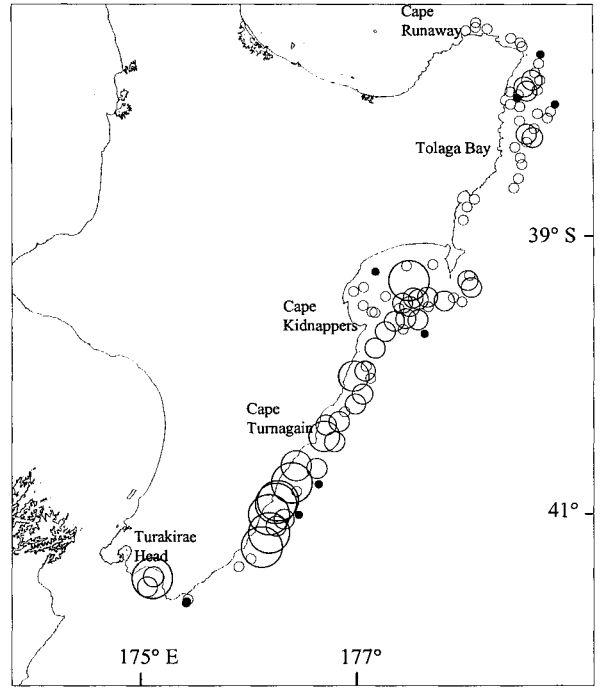 Cape
Runaway
Tolaga Bay
39° S
Cape
Kidnappers
Cape
Turnagain
41°
Turakirae
Head
175° E
177°